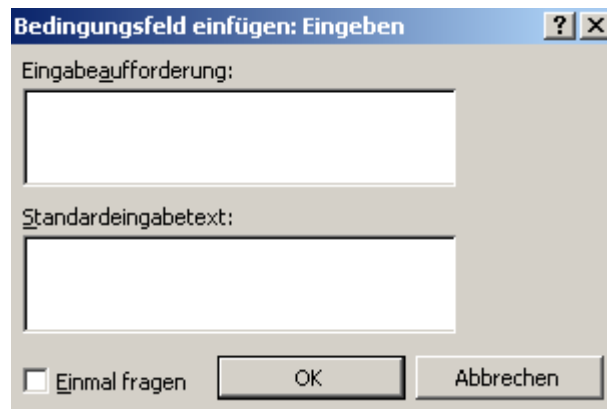 Bedingungsfeld einfügen: Eingeben
Eingabeaufforderung:
Standardeingabetext:
Einmal fragen
OK
Abbrechen